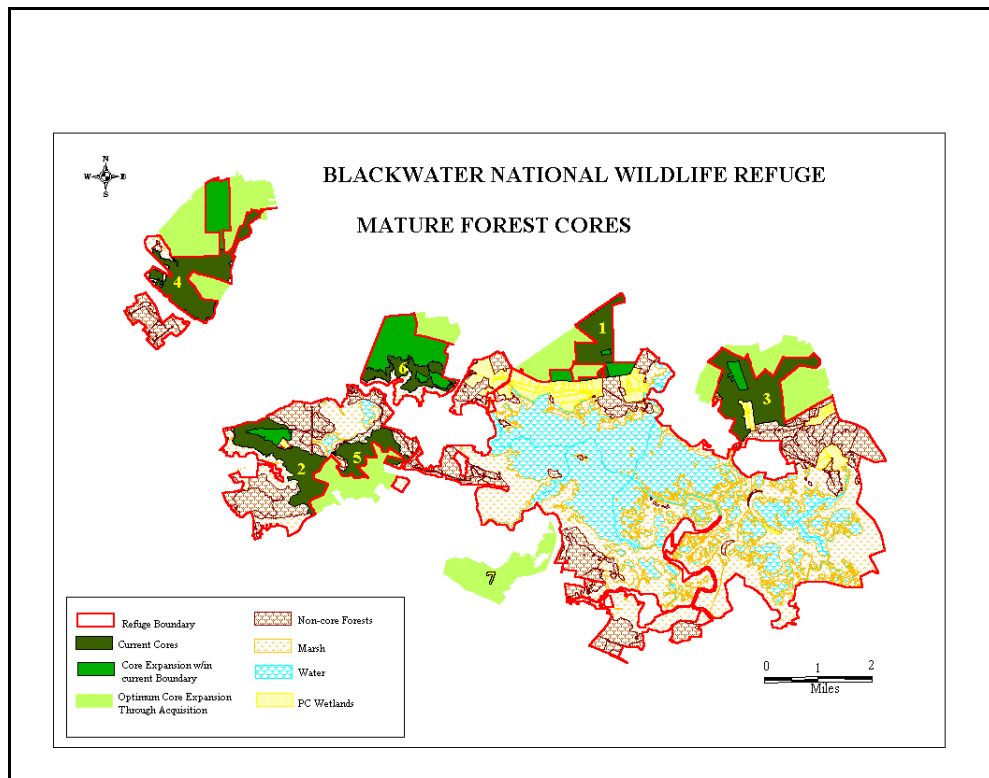 N
W E
S
BLACKWATER NATIONAL WILDLIFE REFUGE
MATURE FOREST CORES
1
4
6
3
2
5
7
Refuge Boundary
Current Cores
Core Expansion w/in
current Boundary
Optimum Core Expansion
Through Acquisition
Non-core Forests
Marsh
Water
PC Wetlands
0 1 2
Miles